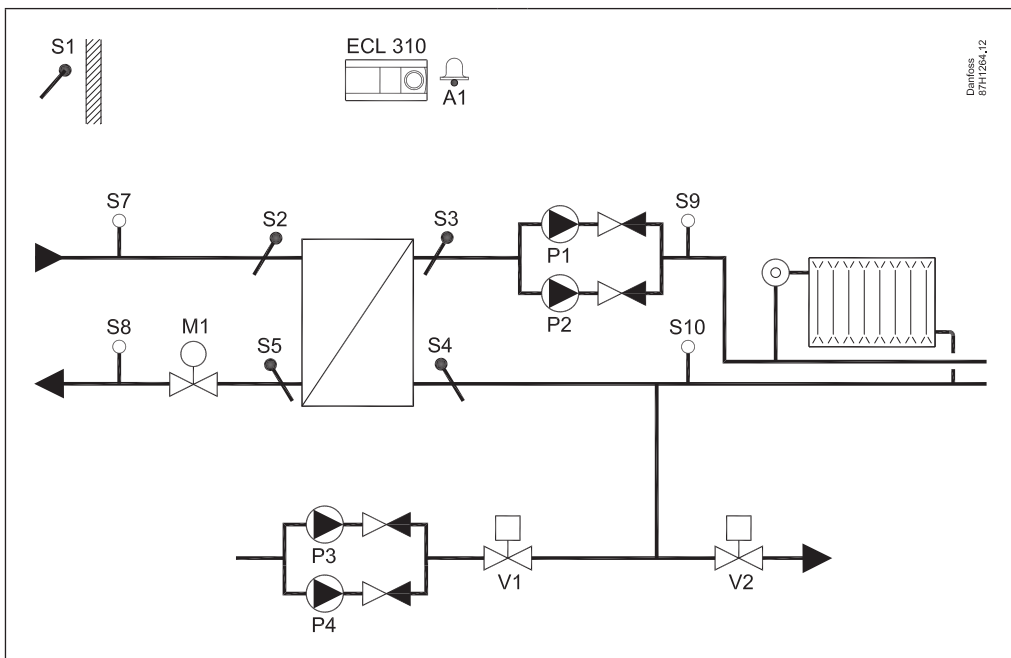 S1
ECL 310
A1
Danfoss
87H1264.12
S7
S2
S3
P1
P2
S9
S8
M1
S5
S4
S10
P3
P4
V1
V2